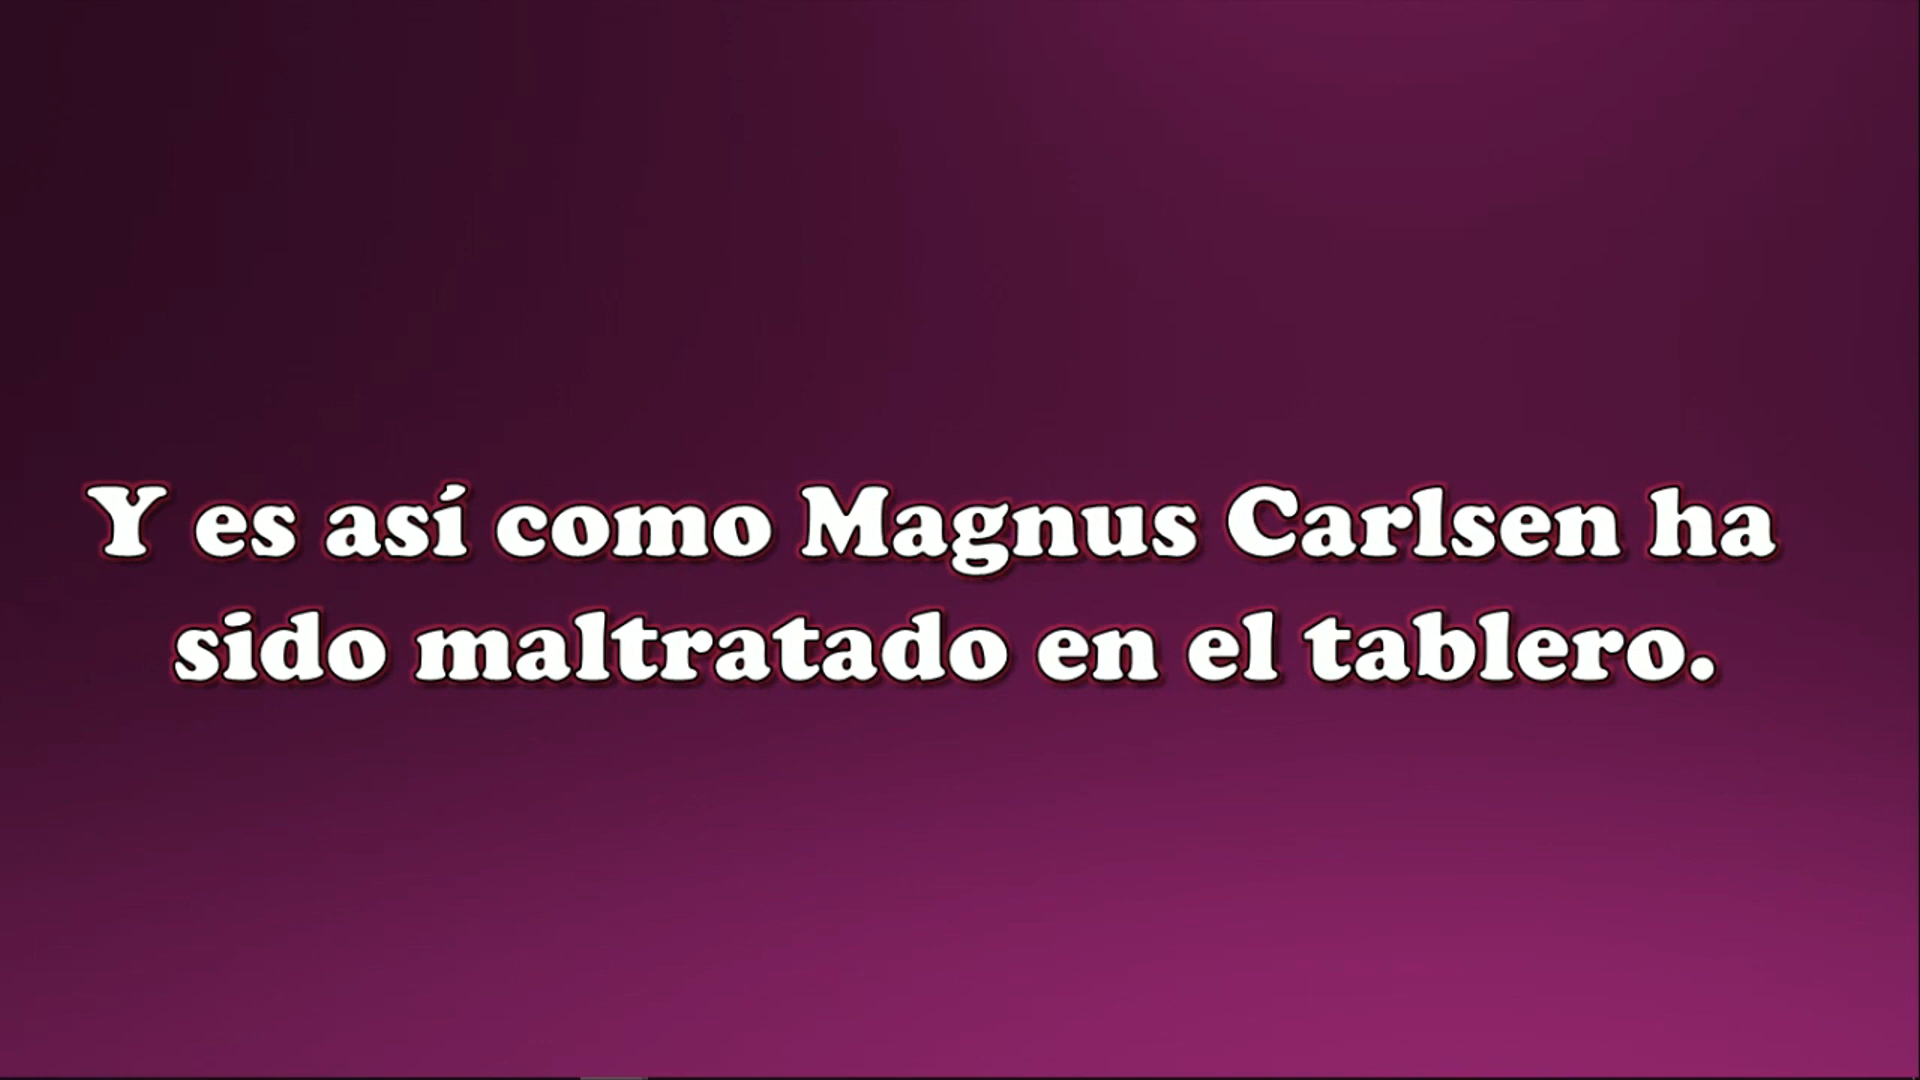 Y es así como Magnus Carlsen ha
sido maltratado en el tablero.